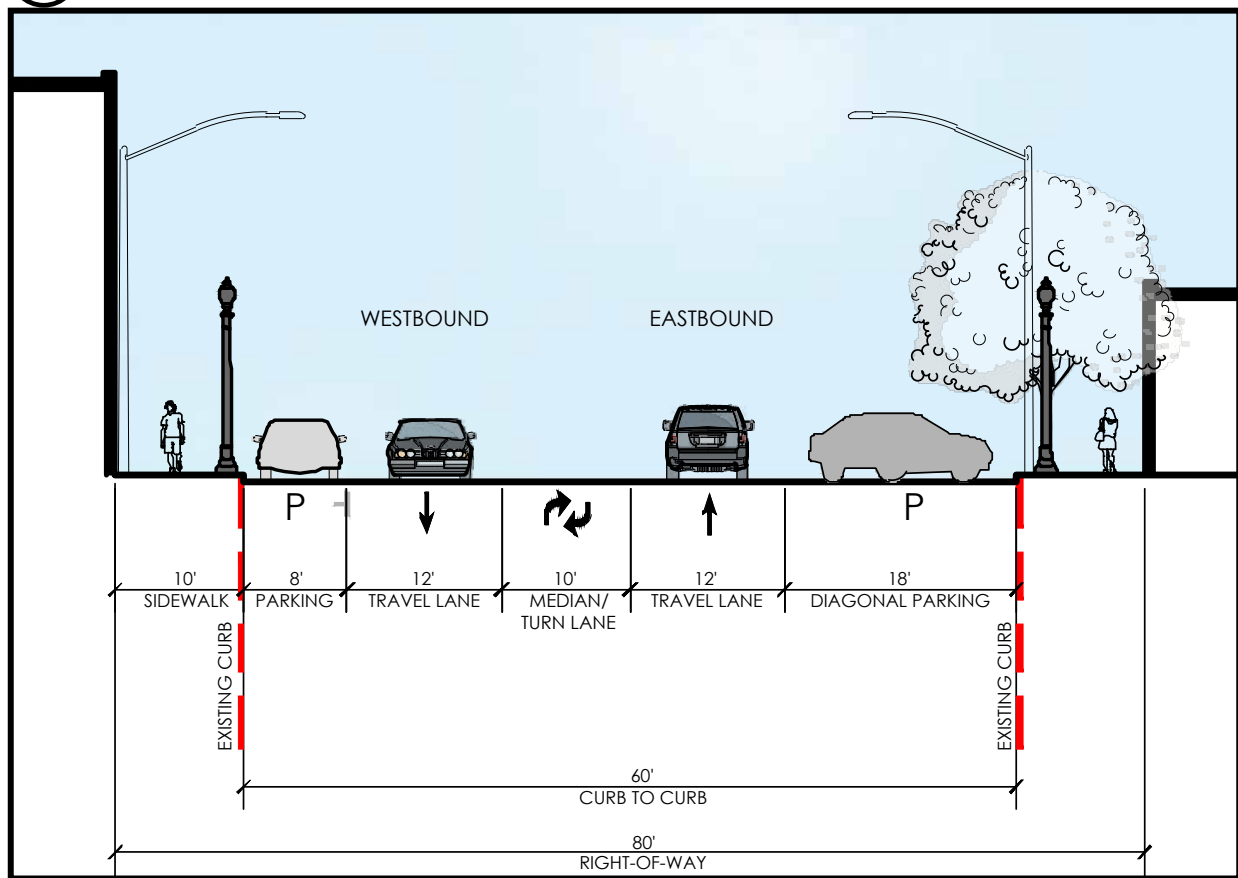 WESTBOUND
EASTBOUND
P
P
10'
SIDEWALK
8'
PARKING
12'
TRAVEL LANE
10'
MEDIAN/
TURN LANE
12'
TRAVEL LANE
18'
DIAGONAL PARKING
EXISTING CURB
EXISTING CURB
60'
CURB TO CURB
80'
RIGHT-OF-WAY